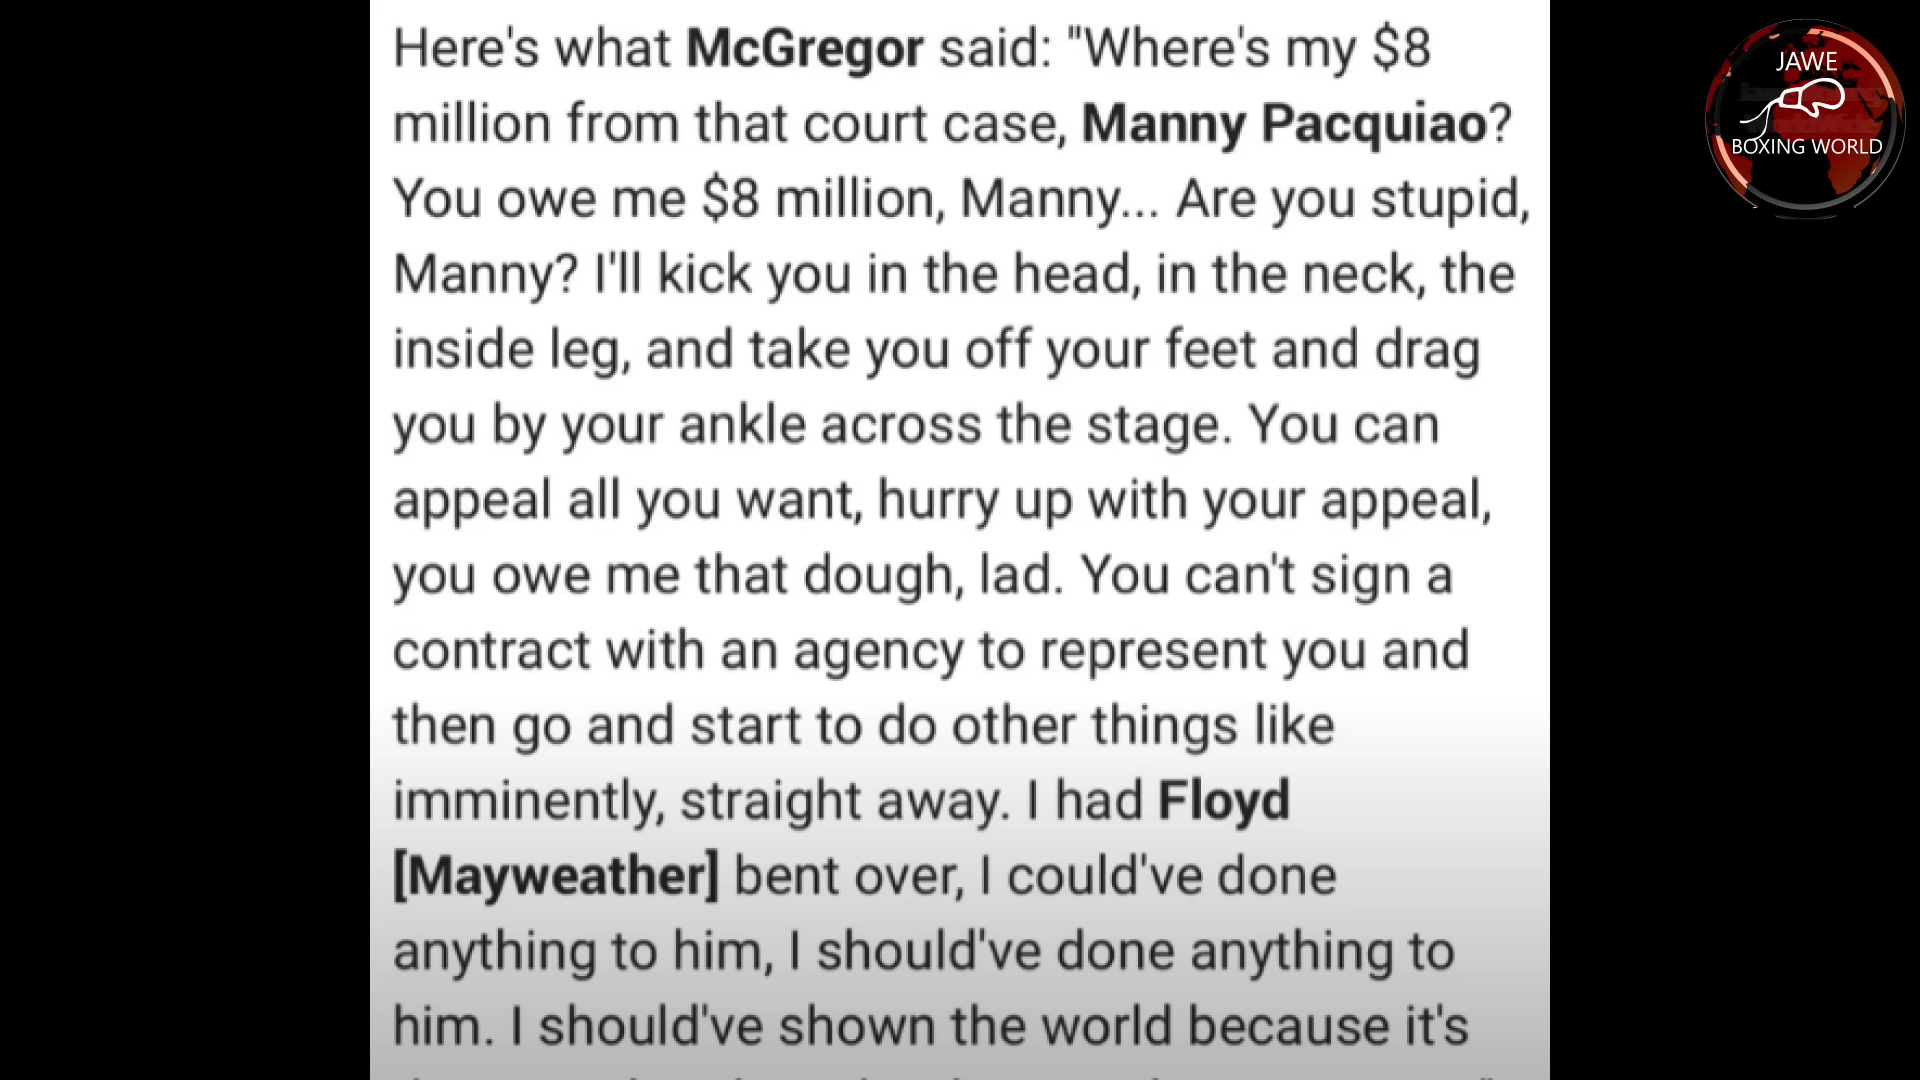 Here's what McGregor said: "Where's my $8
million from that court case, Manny Pacquiao?
You owe me $8 million, Manny... Are you stupid,
Manny? I'll kick you in the head, in the neck, the
inside leg, and take you off your feet and drag
you by your ankle across the stage. You can
appeal all you want, hurry up with your appeal,
you owe me that dough, lad. You can't sign a
contract with an agency to represent you and
then go and start to do other things like
imminently, straight away. I had Floyd
[Mayweather] bent over, I could've done
anything to him, I should've done anything to
him. I should've shown the world because it's
JAWE
BOXING WORLD